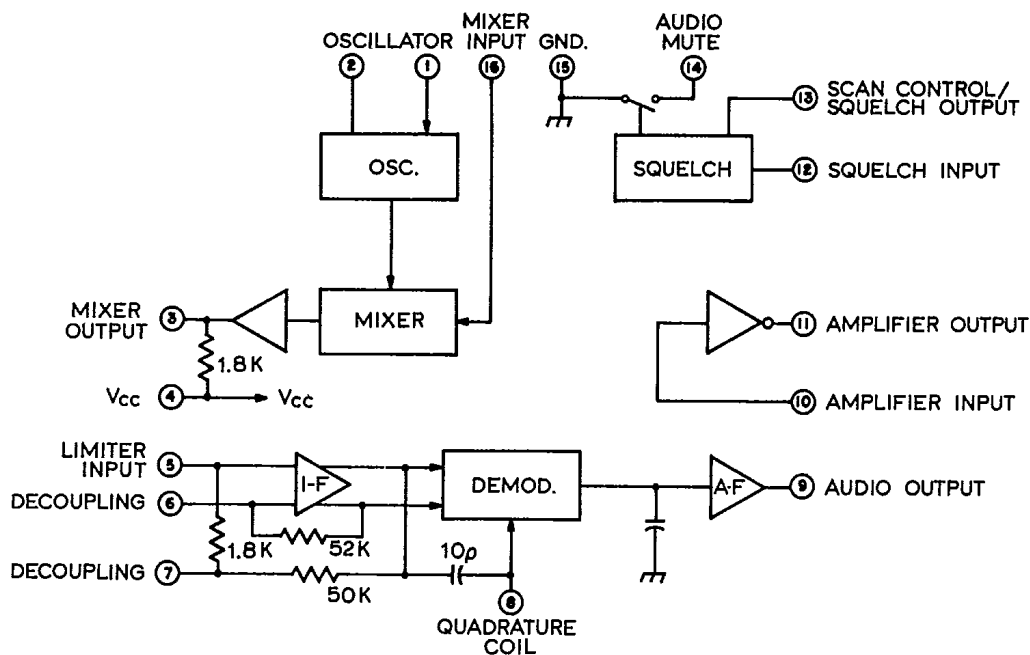 OSCILLATOR
MIXER
INPUT
GND.
AUDIO
MUTE
2
1
16
15
14
13
SCAN CONTROL/
SQUELCH OUTPUT
OSC.
SQUELCH
12
SQUELCH INPUT
MIXER
OUTPUT
3
MIXER
11
AMPLIFIER OUTPUT
1.8K
Vcc
4
Vcc
10
AMPLIFIER INPUT
LIMITER
INPUT
5
I-F
DEMOD.
A-F
9
AUDIO OUTPUT
DECOUPLING
6
1.8K
52K
10p
DECOUPLING
7
50K
8
QUADRATURE
COIL